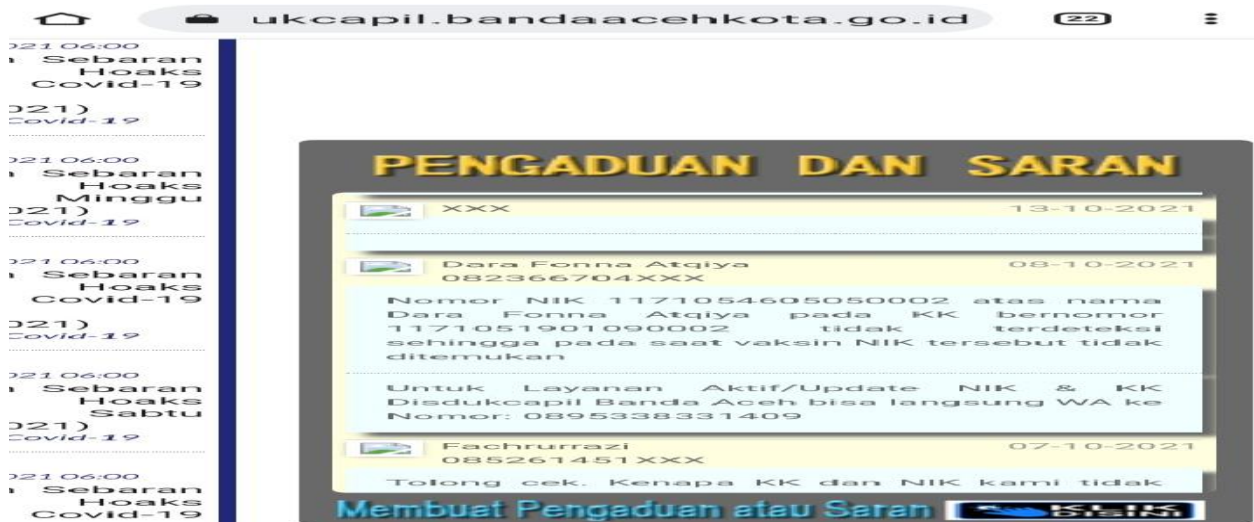 ukcapil.bandaacehkota.go.id
22
021 06:00
Sebaran
Hoaks
Covid-19
021)
Covid-19
021 06:00
Sebaran
Hoaks
Minggu
021)
Covid-19
021 06:00
Sebaran
Hoaks
Covid-19
021)
Covid-19
021 06:00
Sebaran
Hoaks
Sabtu
021)
Covid-19
021 06:00
Sebaran
Hoaks
Covid-19
PENGADUAN DAN SARAN
XXX 13-10-2021
Dara Fonna Atqiya 08-10-2021
082366704XXX
Nomor NIK 1171054605050002 atas nama
Dara Fonna Atqiya pada KK bernomor
1171051901090002 tidak terdeteksi
sehingga pada saat vaksin NIK tersebut tidak
ditemukan
Untuk Layanan Aktif/Update NIK & KK
Disdukcapil Banda Aceh bisa langsung WA ke
Nomor: 0895338331409
Fachrurrazi 07-10-2021
085261451XXX
Tolong cek. Kenapa KK dan NIK kami tidak
Membuat Pengaduan atau Saran